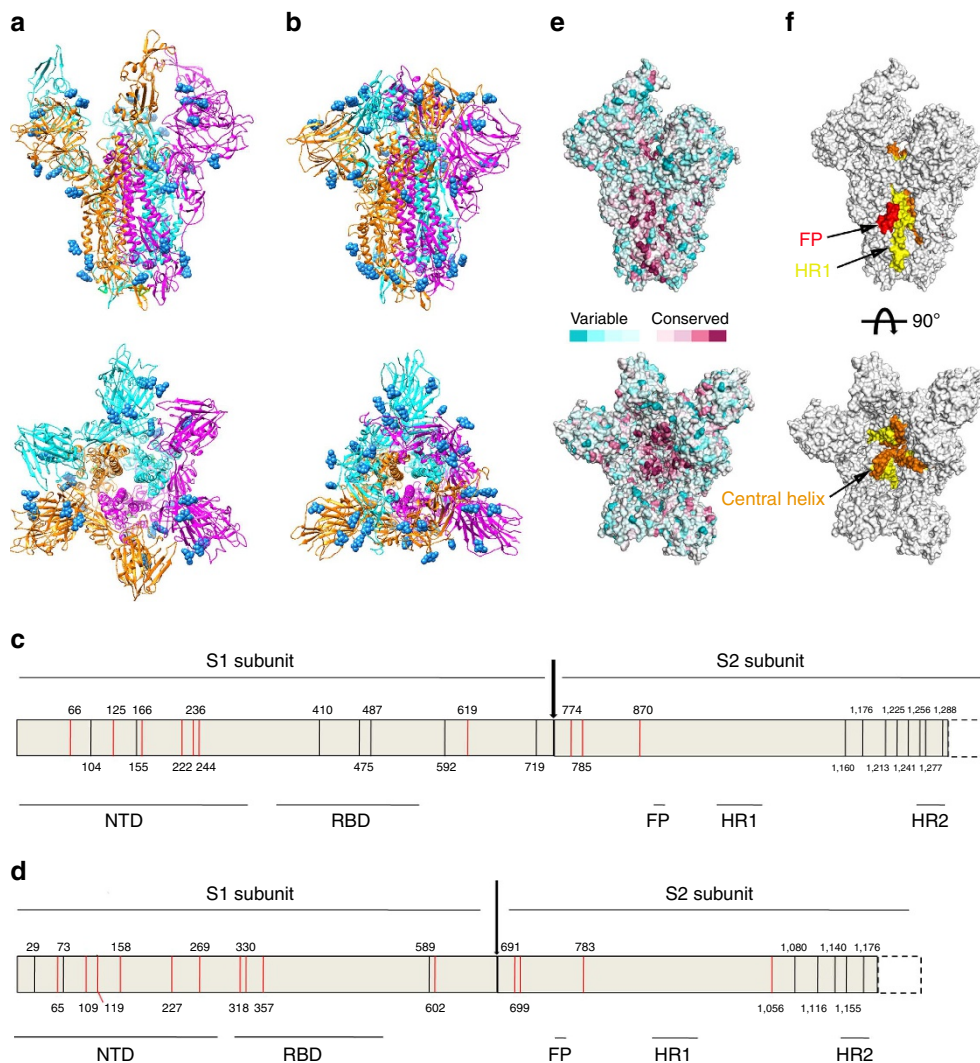 a
b
e
f
FP
HR1
Variable Conserved
90°
Central helix
c
S1 subunit S2 subunit
66 125 166 236 410 487 619 774 870 1,176 1,225 1,256 1,288
104 155 222 244 475 592 719 785 1,160 1,213 1,241 1,277
NTD RBD FP HR1 HR2
d
S1 subunit S2 subunit
29 73 158 269 330 589 691 783 1,080 1,140 1,176
65 109 119 227 318 357 602 699 1,056 1,116 1,155
NTD RBD FP HR1 HR2